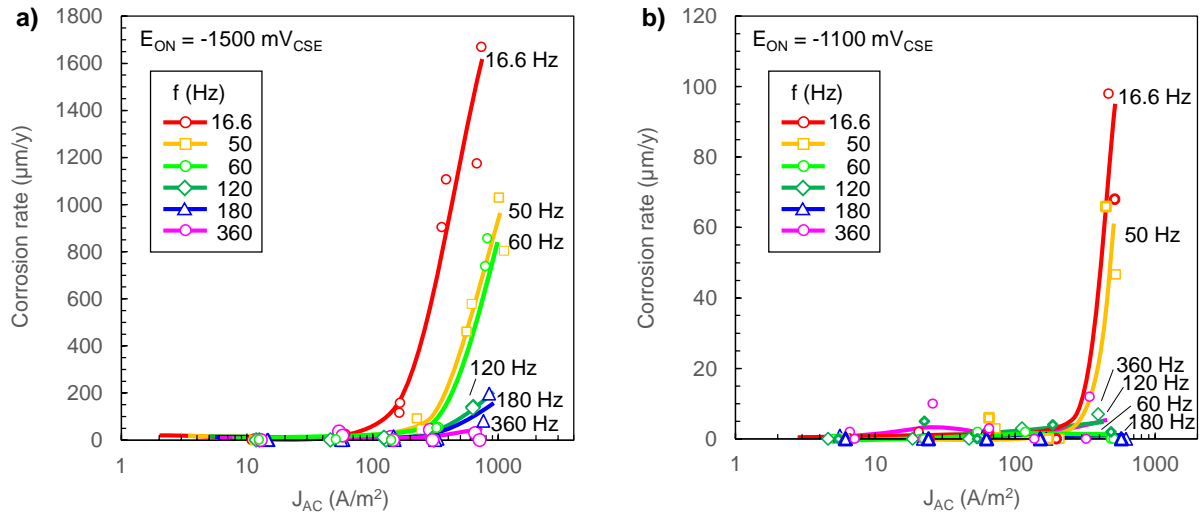 a)
E_ON = -1500 mV_CSE
f (Hz)
16.6
50
60
120
180
360
1800
1600
1400
1200
1000
800
600
400
200
0
Corrosion rate (µm/y)
16.6 Hz
50 Hz
60 Hz
120 Hz
180 Hz
360 Hz
1
10
100
1000
J_AC (A/m²)
b)
E_ON = -1100 mV_CSE
f (Hz)
16.6
50
60
120
180
360
120
100
80
60
40
20
0
Corrosion rate (µm/y)
16.6 Hz
50 Hz
360 Hz
120 Hz
60 Hz
180 Hz
1
10
100
1000
J_AC (A/m²)